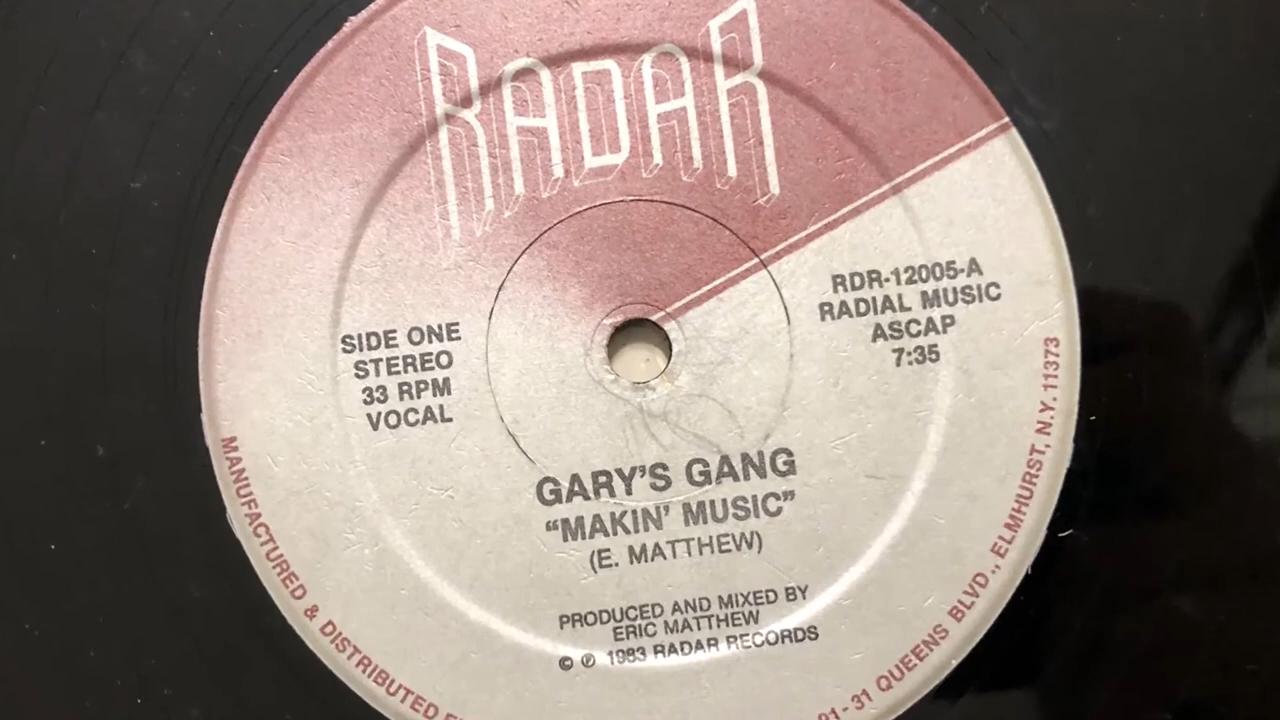 RADAR
SIDE ONE
STEREO
33 RPM
VOCAL
RDR-12005-A
RADIAL MUSIC
ASCAP
7:35
GARY'S GANG
“MAKIN' MUSIC”
(E. MATTHEW)
PRODUCED AND MIXED BY
ERIC MATTHEW
© ℗ 1983 RADAR RECORDS
MANUFACTURED & DISTRIBUTED
-31 QUEENS BLVD., ELMHURST, N.Y. 11373